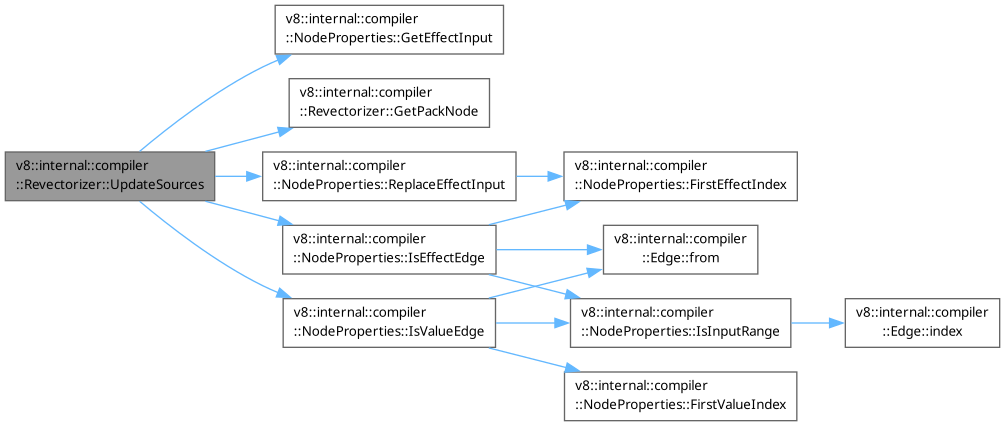 v8::internal::compiler
::NodeProperties::GetEffectInput
v8::internal::compiler
::Revectorizer::GetPackNode
v8::internal::compiler
::Revectorizer::UpdateSources
v8::internal::compiler
::NodeProperties::ReplaceEffectInput
v8::internal::compiler
::NodeProperties::FirstEffectIndex
v8::internal::compiler
::NodeProperties::IsEffectEdge
v8::internal::compiler
::Edge::from
v8::internal::compiler
::NodeProperties::IsValueEdge
v8::internal::compiler
::NodeProperties::IsInputRange
v8::internal::compiler
::Edge::index
v8::internal::compiler
::NodeProperties::FirstValueIndex